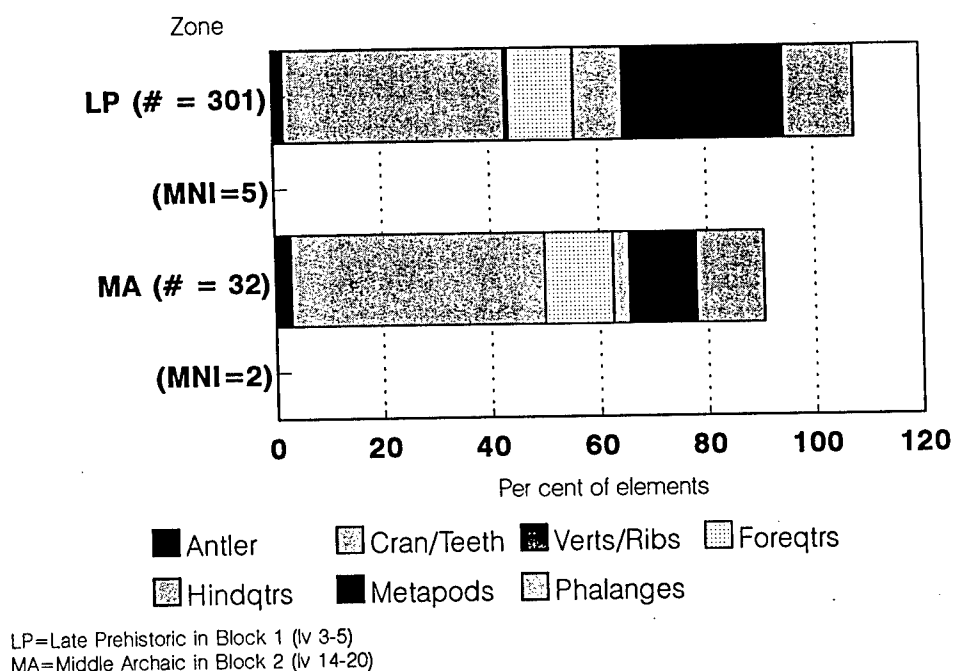 Zone
LP (# = 301)
(MNI=5)
MA (# = 32)
(MNI=2)
0 20 40 60 80 100 120
Per cent of elements
Antler Cran/Teeth Verts/Ribs Foreqtrs
Hindqtrs Metapods Phalanges
LP=Late Prehistoric in Block 1 (lv 3-5)
MA=Middle Archaic in Block 2 (lv 14-20)